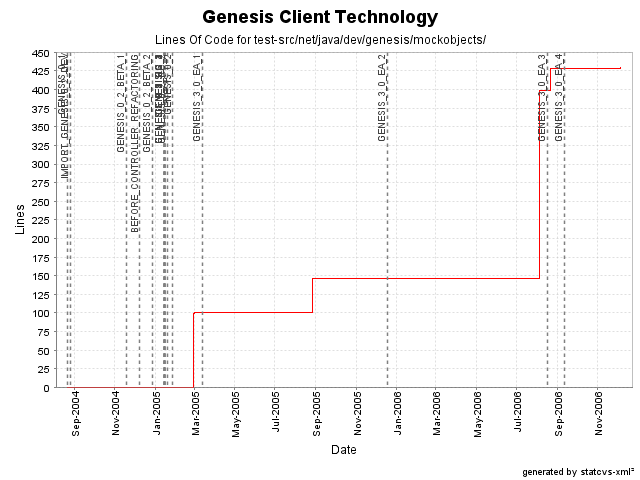 Genesis Client Technology
Lines Of Code for test-src/net/java/dev/genesis/mockobjects/
Lines
450
425
400
375
350
325
300
275
250
225
200
175
150
125
100
75
50
25
0
GENESIS_0_2_BETA_1
BEFORE_CONTROLLER_REFACTORING
GENESIS_0_2_BETA_2
GENESIS_3_0_EA_1
GENESIS_3_0_EA_2
GENESIS_3_0_EA_3
GENESIS_3_0_EA_4
Sep-2004
Nov-2004
Jan-2005
Mar-2005
May-2005
Jul-2005
Sep-2005
Nov-2005
Jan-2006
Mar-2006
May-2006
Jul-2006
Sep-2006
Nov-2006
Date
generated by statcvs-xml²